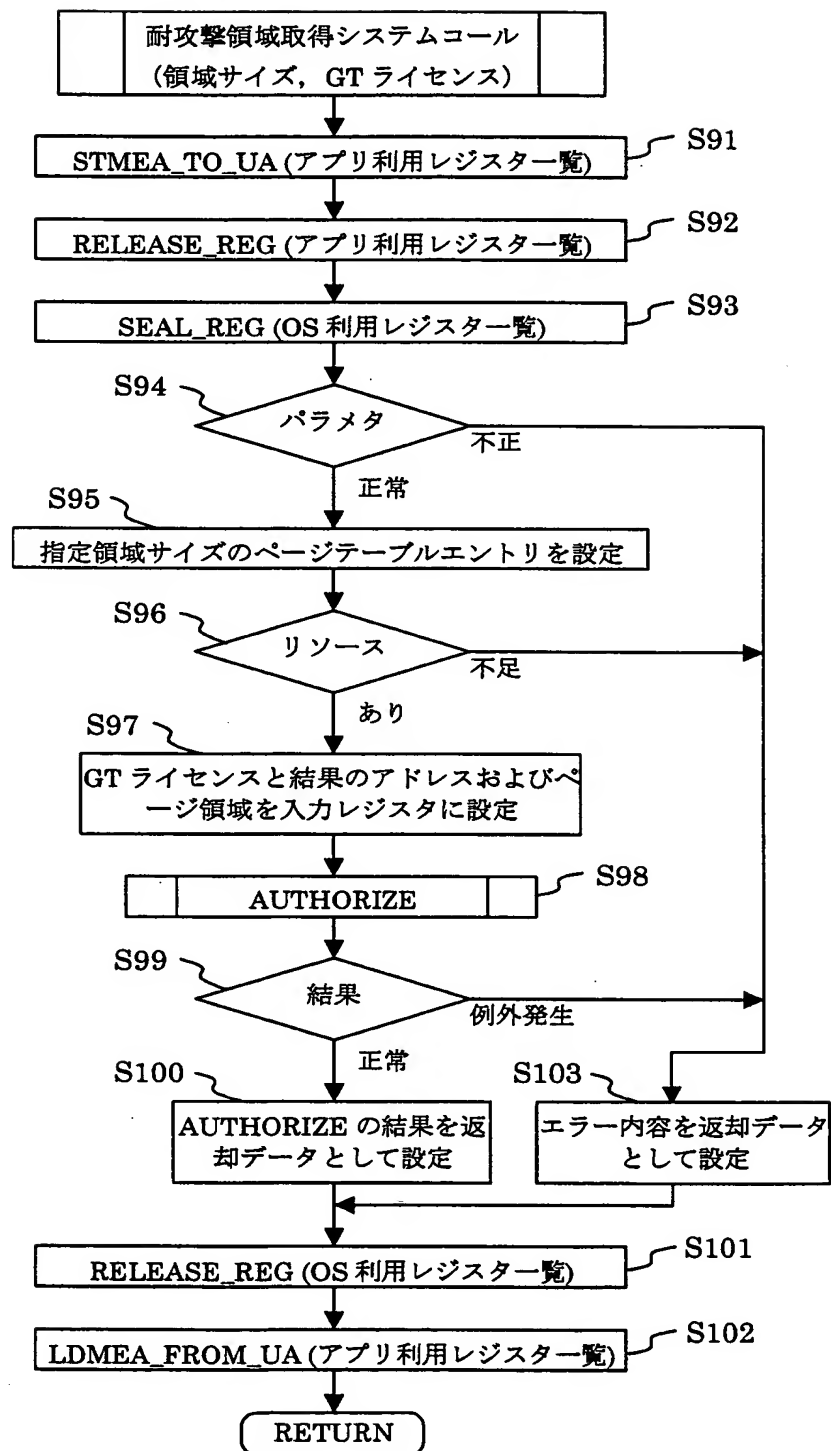 耐攻撃領域取得システムコール
(領域サイズ，GT ライセンス)
S91
STMEA_TO_UA (アプリ利用レジスタ一覧)
S92
RELEASE_REG (アプリ利用レジスタ一覧)
S93
SEAL_REG (OS 利用レジスタ一覧)
S94
パラメタ
不正
正常
S95
指定領域サイズのページテーブルエントリを設定
S96
リソース
不足
あり
S97
GT ライセンスと結果のアドレスおよびペ
ージ領域を入力レジスタに設定
S98
AUTHORIZE
S99
結果
例外発生
正常
S100
AUTHORIZE の結果を返
却データとして設定
S103
エラー内容を返却データ
として設定
S101
RELEASE_REG (OS 利用レジスタ一覧)
S102
LDMEA_FROM_UA (アプリ利用レジスタ一覧)
RETURN